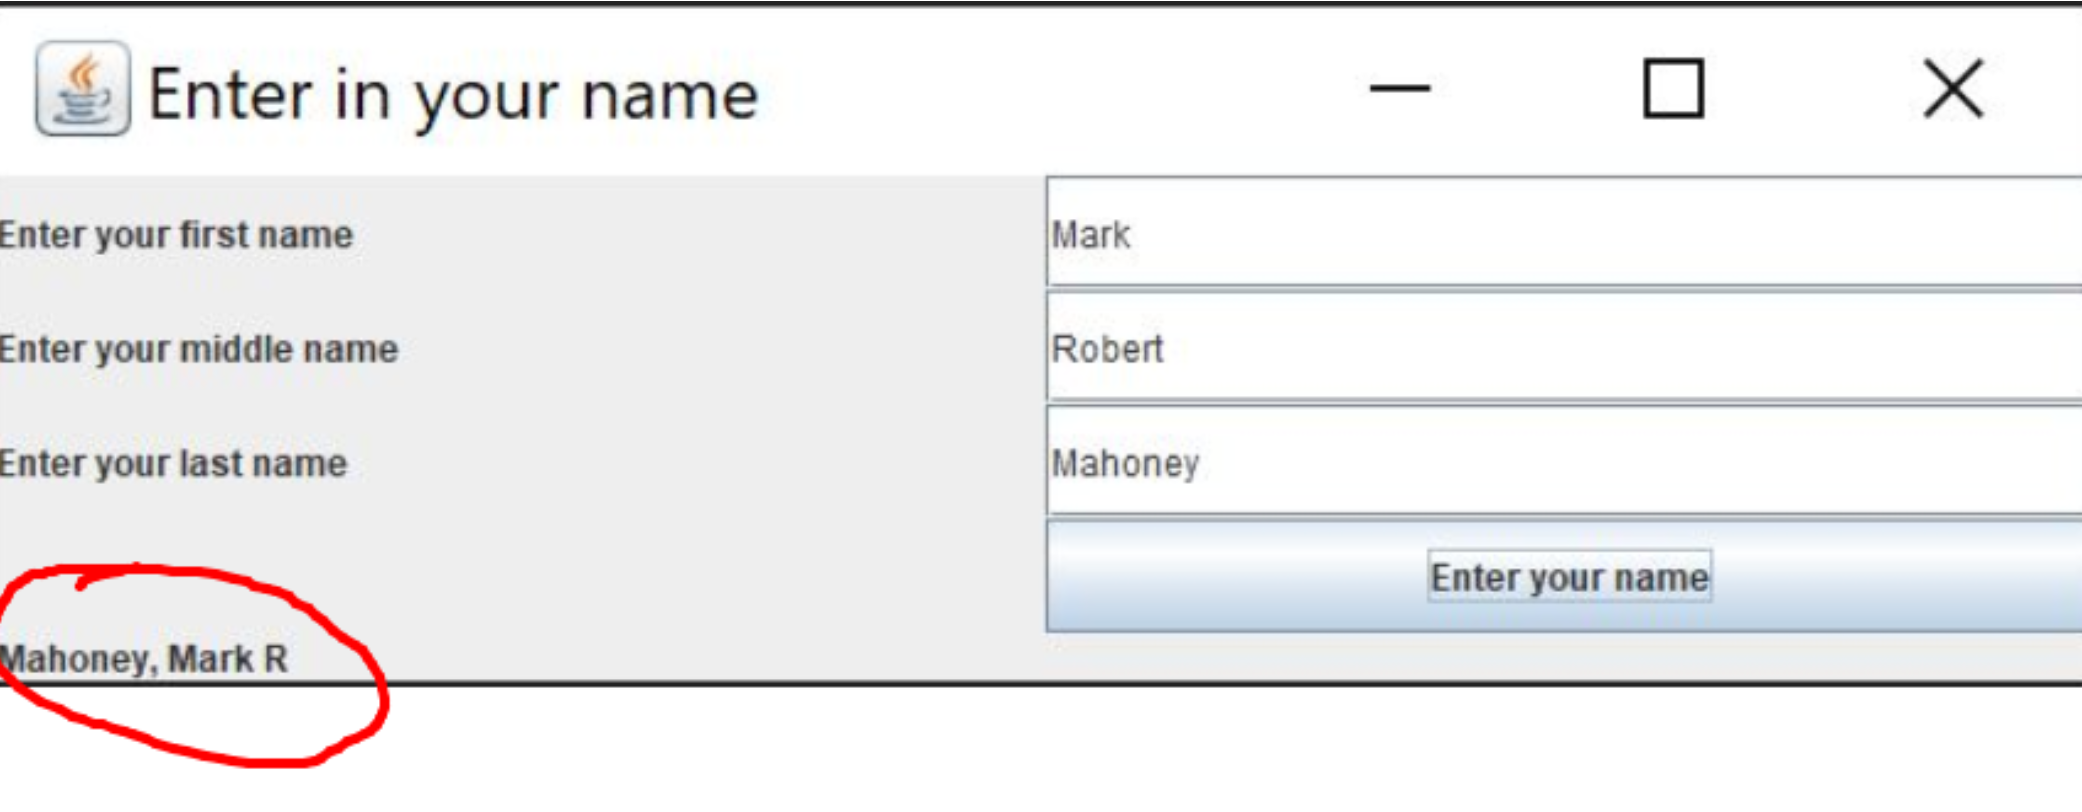 Enter in your name
Enter your first name Mark
Enter your middle name Robert
Enter your last name Mahoney
Enter your name
Mahoney, Mark R